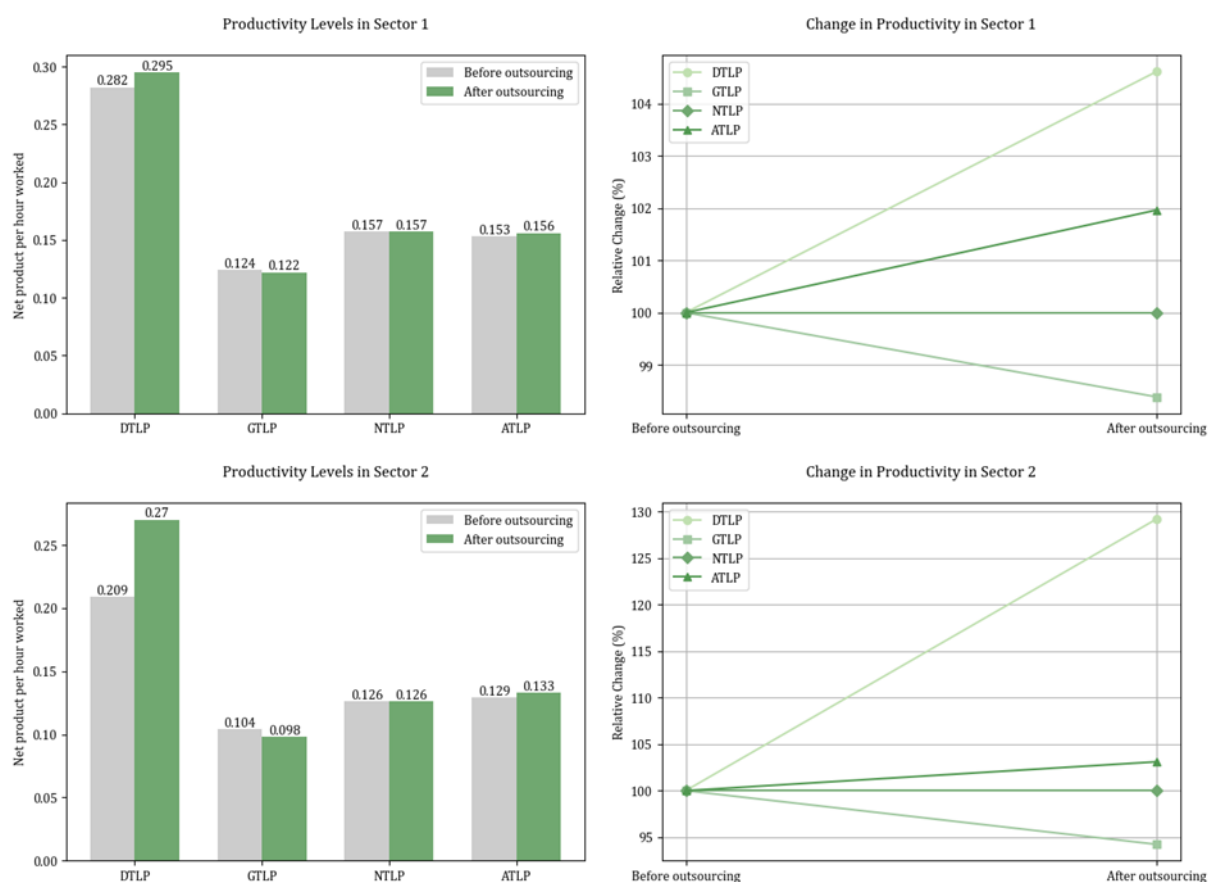 Productivity Levels in Sector 1
Net product per hour worked
0.30
0.25
0.20
0.15
0.10
0.05
0.00
0.282
0.295
0.124
0.122
0.157
0.157
0.153
0.156
Before outsourcing
After outsourcing
DTLP
GTLP
NTLP
ATLP
Change in Productivity in Sector 1
Relative Change (%)
104
103
102
101
100
99
DTLP
GTLP
NTLP
ATLP
Before outsourcing
After outsourcing
Productivity Levels in Sector 2
Net product per hour worked
0.25
0.20
0.15
0.10
0.05
0.00
0.209
0.27
0.104
0.098
0.126
0.126
0.129
0.133
Before outsourcing
After outsourcing
DTLP
GTLP
NTLP
ATLP
Change in Productivity in Sector 2
Relative Change (%)
130
125
120
115
110
105
100
95
DTLP
GTLP
NTLP
ATLP
Before outsourcing
After outsourcing